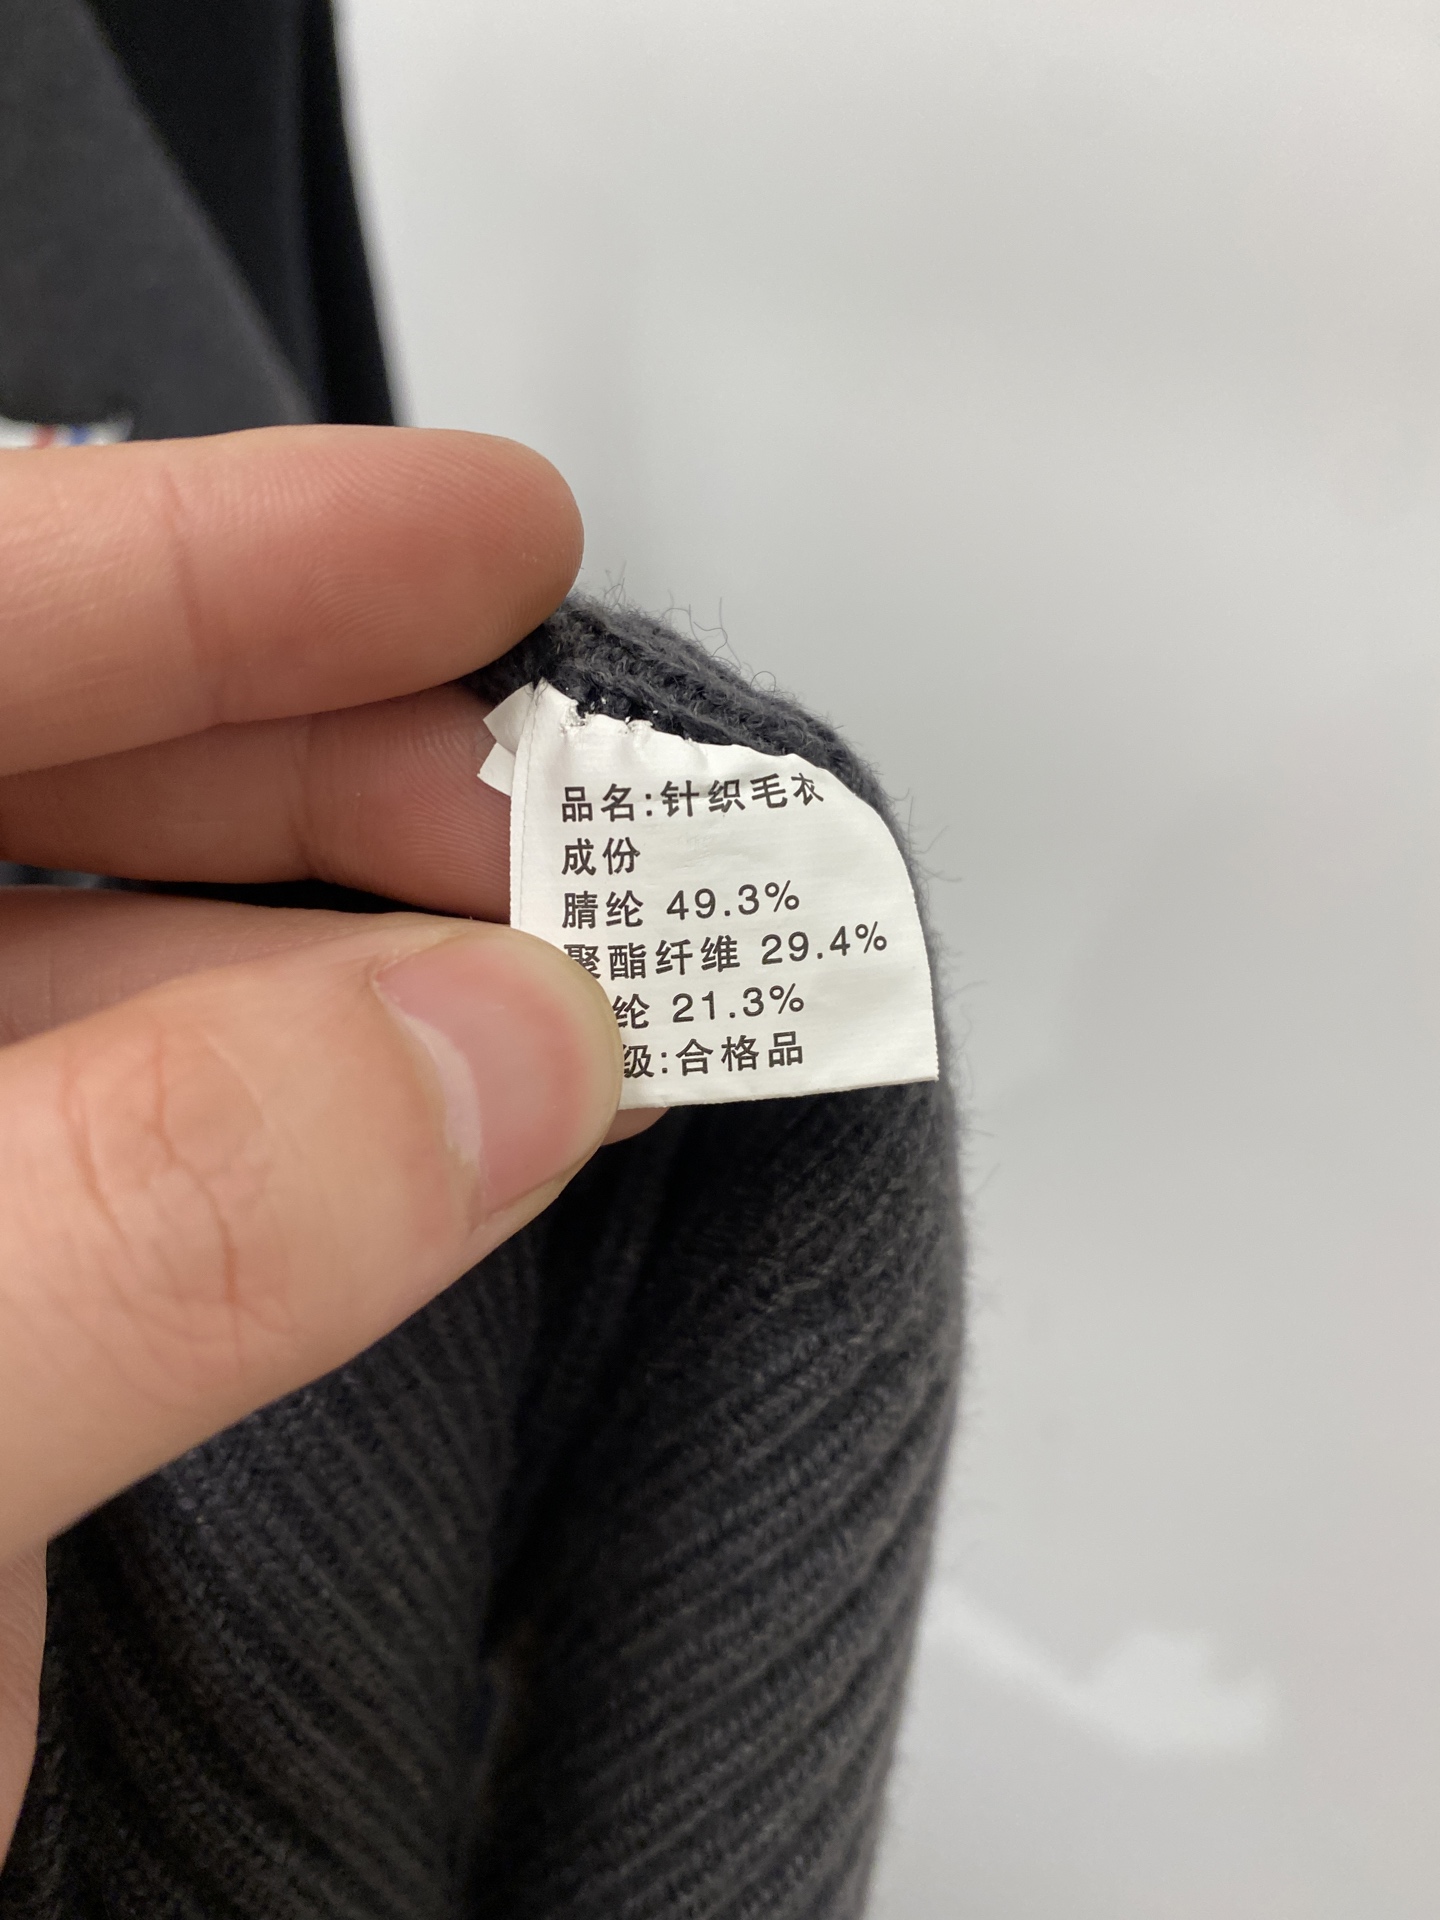 品名:针织毛衣
成份
腈纶 49.3%
聚酯纤维 29.4%
纶 21.3%
级:合格品